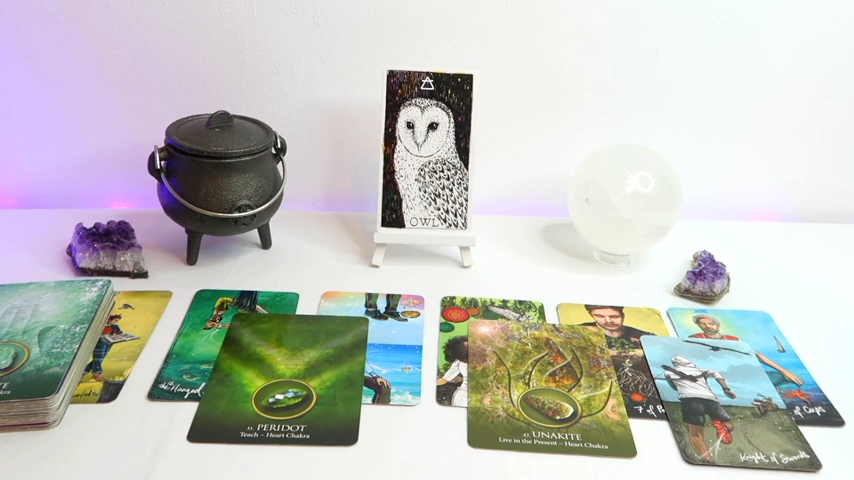 OWL
the Hanged
31. PERIDOT
Teach ~ Heart Chakra
41. UNAKITE
Live in the Present ~ Heart Chakra
7 of
of Cups
Knight of Swords